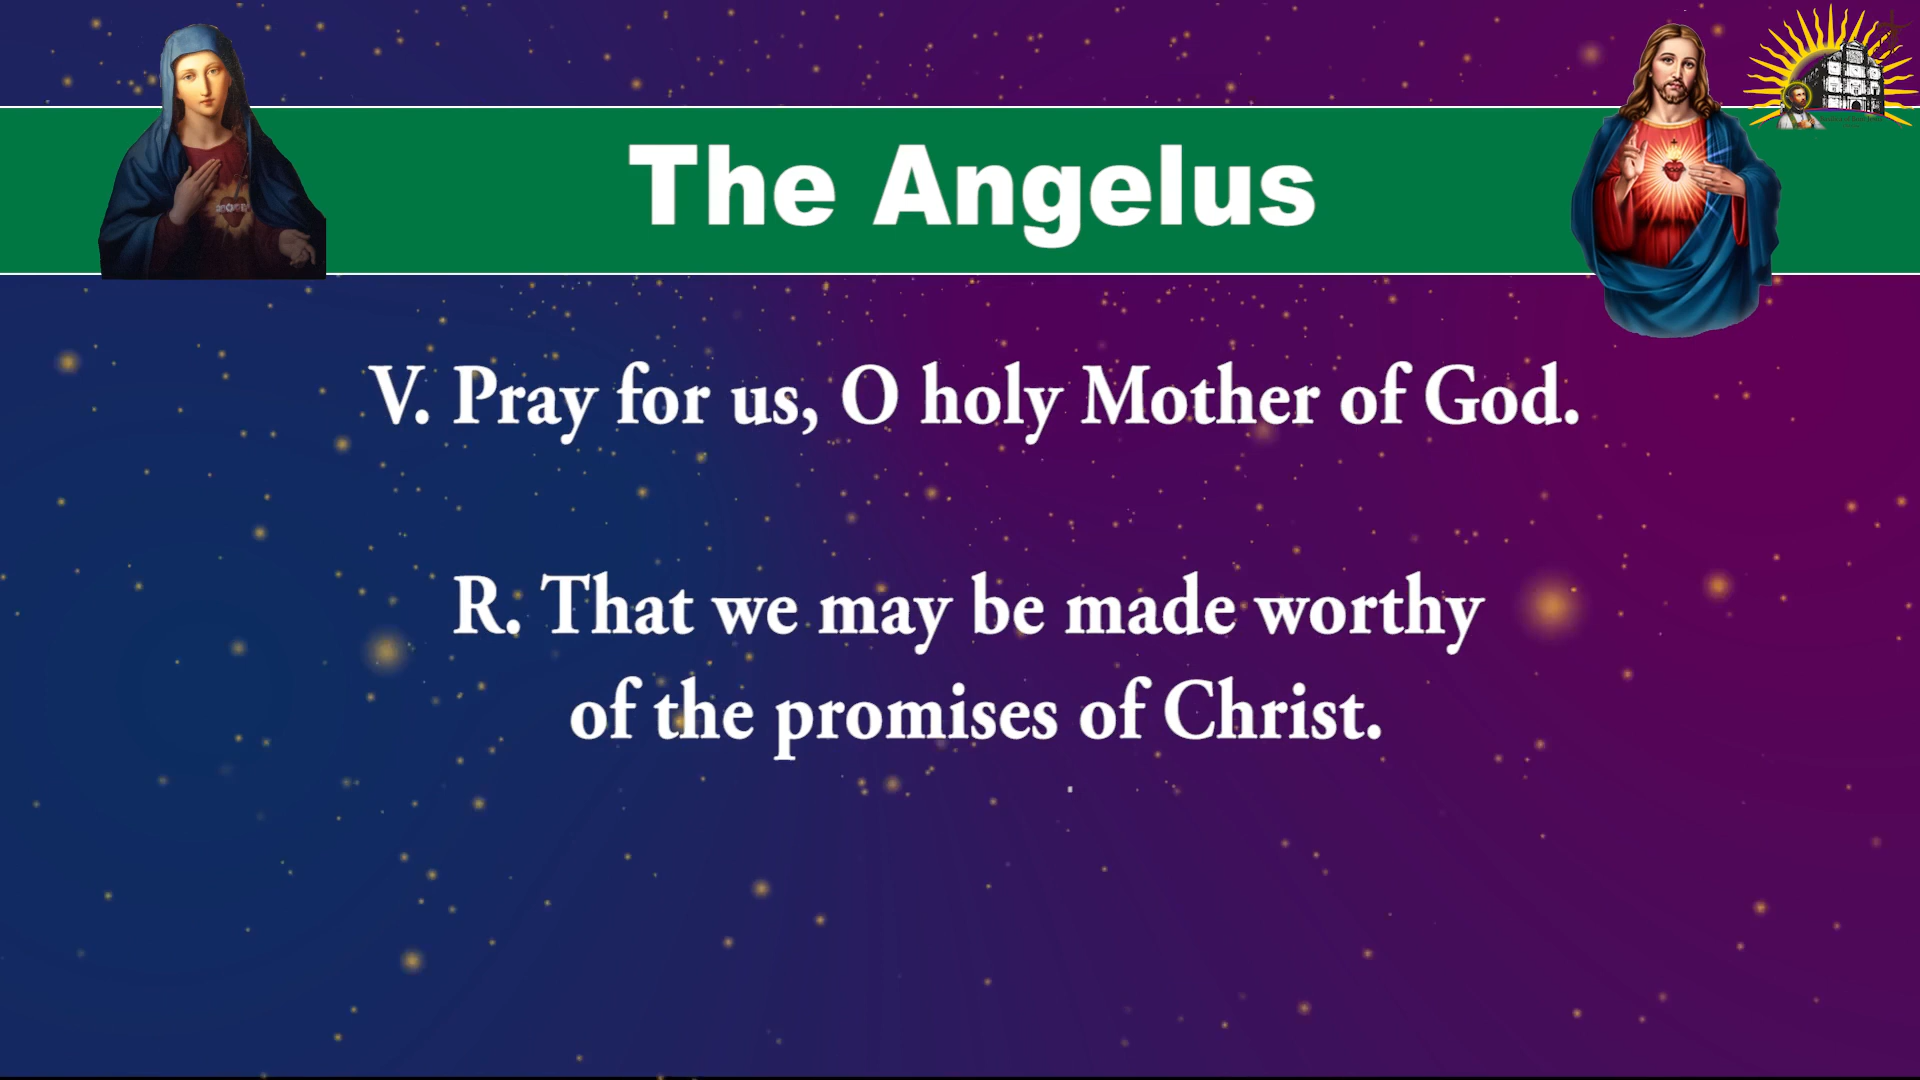 The Angelus
V. Pray for us, O holy Mother of God.
R. That we may be made worthy
of the promises of Christ.